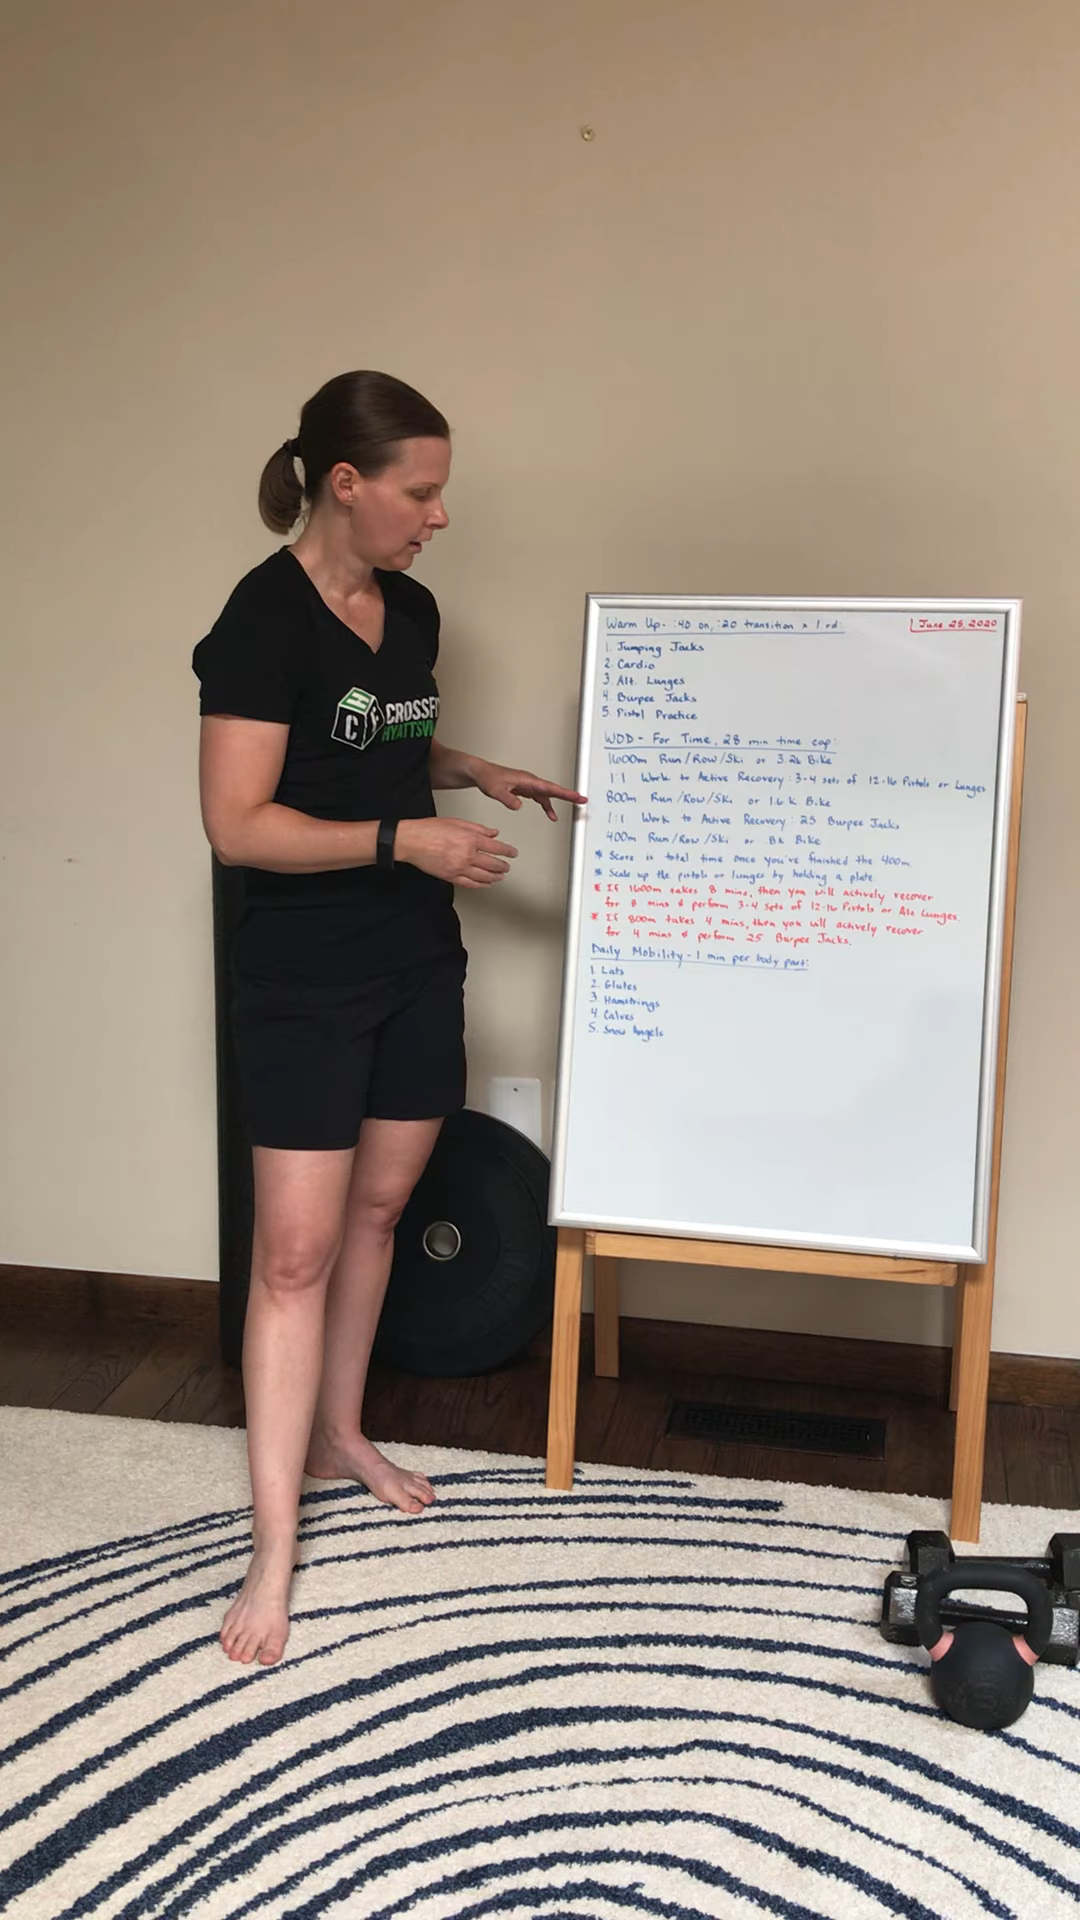 Warm Up- :40 on, :20 transition x 1 rd:
June 25, 2020
1. Jumping Jacks
2. Cardio
3. Alt. Lunges
4. Burpee Jacks
5. Pistol Practice
WOD- For Time, 28 min time cap:
1600m Run/Row/Ski or 3.2k Bike
1:1 Work to Active Recovery: 3-4 sets of 12-16 Pistols or Lunges
800m Run/Row/Ski or 1.6k Bike
1:1 Work to Active Recovery: 25 Burpee Jacks
400m Run/Row/Ski or .8k Bike
* Score is total time once you've finished the 400m
* Scale up the pistols or lunges by holding a plate.
* If 1600m takes 8 mins, then you will actively recover
for 8 mins & perform 3-4 sets of 12-16 Pistols or Alt Lunges.
* If 800m takes 4 mins, then you will actively recover
for 4 mins & perform 25 Burpee Jacks.
Daily Mobility - 1 min per body part:
1. Lats
2. Glutes
3. Hamstrings
4. Calves
5. Snow Angels
H
C F
CROSSF
HYATTSV